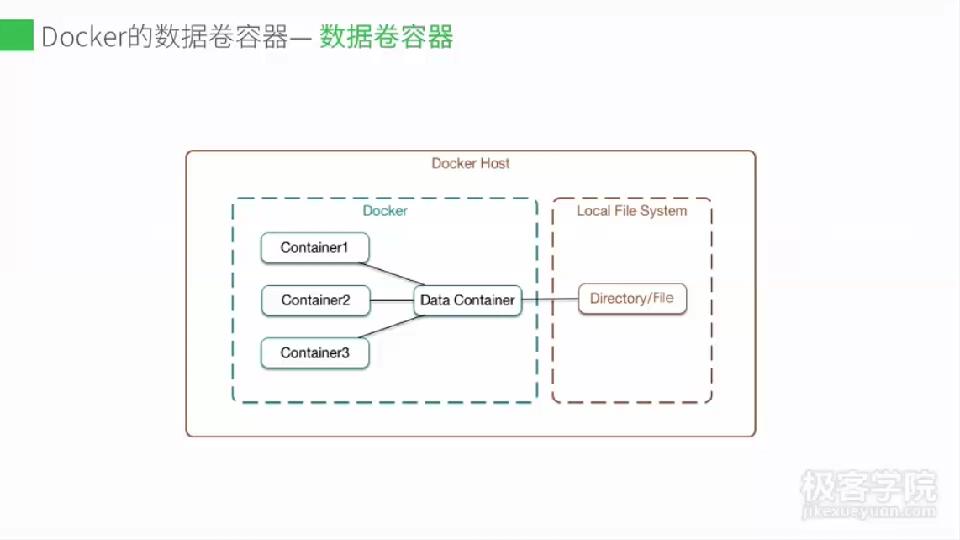 Docker的数据卷容器— 数据卷容器
Docker Host
Docker
Local File System
Container1
Container2
Data Container
Directory/File
Container3
极客学院
jikexueyuan.com